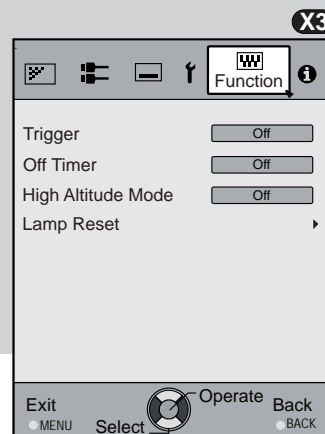 X3
Function
Trigger Off
Off Timer Off
High Altitude Mode Off
Lamp Reset
Exit
MENU
Select
Operate
Back
BACK